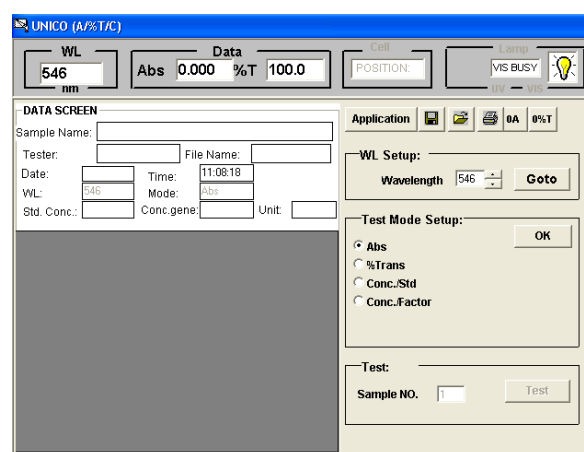 UNICO (A/%T/C)
WL
546
nm
Data
Abs 0.000 %T 100.0
Cell
POSITION:
Lamp
VIS BUSY
UV VIS
DATA SCREEN
Sample Name:
Tester: File Name:
Date: Time: 11:08:18
WL: 546 Mode: Abs
Std. Conc.: Conc.gene: Unit:
Application 0A 0%T
WL Setup:
Wavelength 546 Goto
Test Mode Setup:
OK
Abs
%Trans
Conc./Std
Conc./Factor
Test:
Sample NO. 1 Test